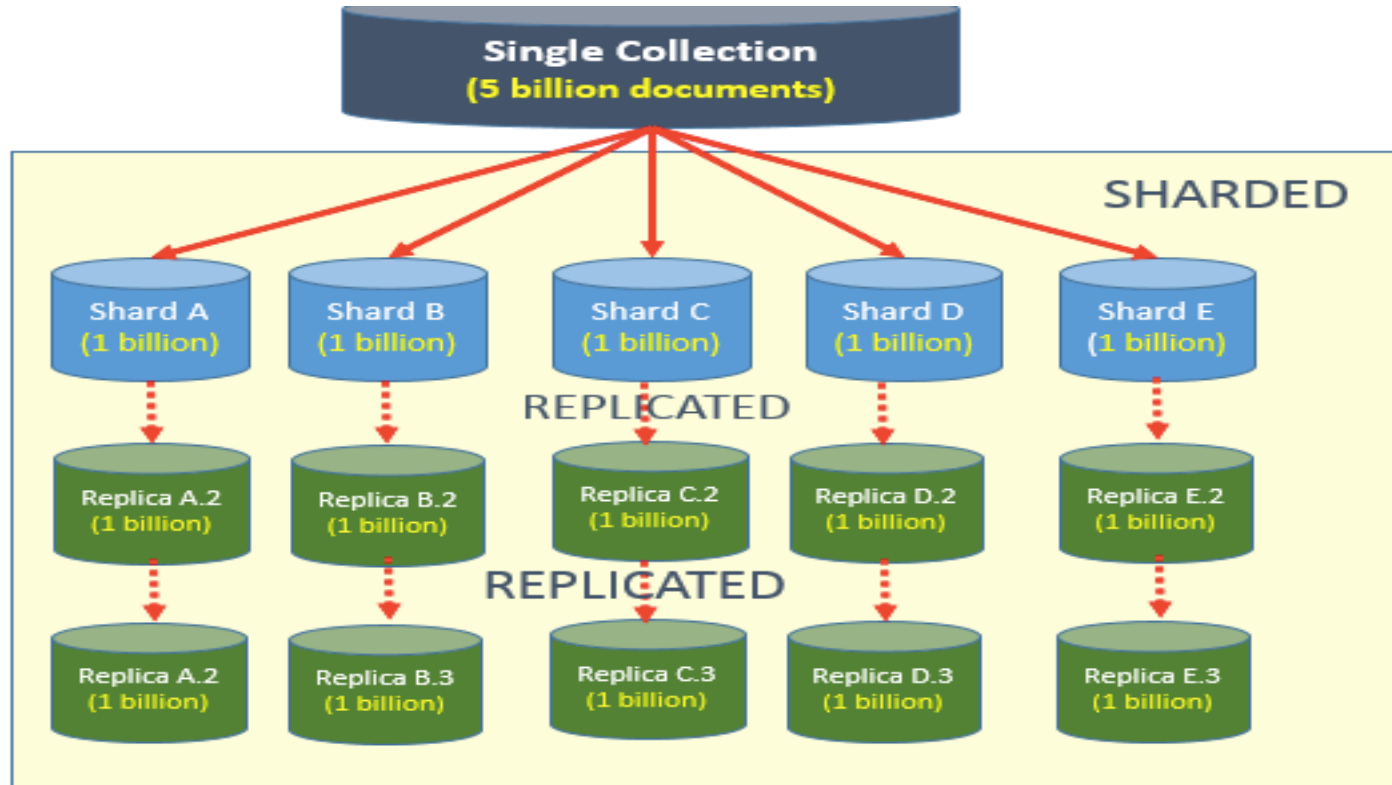 Single Collection
(5 billion documents)
SHARDED
Shard A
(1 billion)
Shard B
(1 billion)
Shard C
(1 billion)
Shard D
(1 billion)
Shard E
(1 billion)
REPLICATED
Replica A.2
(1 billion)
Replica B.2
(1 billion)
Replica C.2
(1 billion)
Replica D.2
(1 billion)
Replica E.2
(1 billion)
REPLICATED
Replica A.2
(1 billion)
Replica B.3
(1 billion)
Replica C.3
(1 billion)
Replica D.3
(1 billion)
Replica E.3
(1 billion)